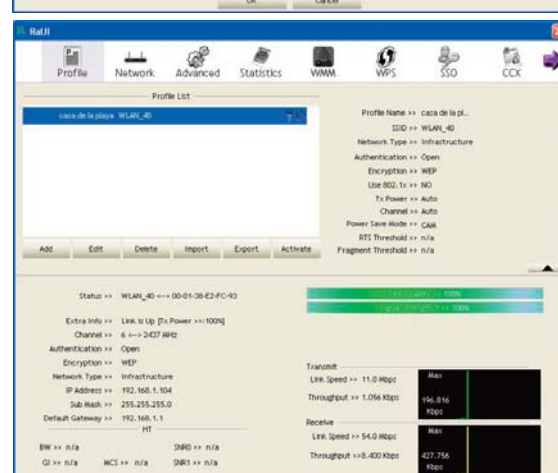 OK Cancel
RaUI
Profile Network Advanced Statistics WMM WPS SSO CCX
Profile List
casa de la playa WLAN_40
Profile Name >> casa de la pl...
SSID >> WLAN_40
Network Type >> Infrastructure
Authentication >> Open
Encryption >> WEP
Use 802.1x >> NO
Tx Power >> Auto
Channel >> Auto
Power Save Mode >> CAM
RTS Threshold >> n/a
Fragment Threshold >> n/a
Add Edit Delete Import Export Activate
Status >> WLAN_40 <--> 00-01-38-E2-FC-93
Extra Info >> Link is Up [Tx Power >>:100%]
Channel >> 6 <--> 2437 MHz
Authentication >> Open
Encryption >> WEP
Network Type >> Infrastructure
IP Address >> 192.168.1.104
Sub Mask >> 255.255.255.0
Default Gateway >> 192.168.1.1
HT
BW >> n/a SNR0 >> n/a
GI >> n/a MCS >> n/a SNR1 >> n/a
Link Quality >> 100%
Signal Strength 1 >> 100%
Transmit
Link Speed >> 11.0 Mbps
Throughput >> 1.056 Kbps
Max
196.816
Kbps
Receive
Link Speed >> 54.0 Mbps
Throughput >> 8.400 Kbps
Max
427.756
Kbps